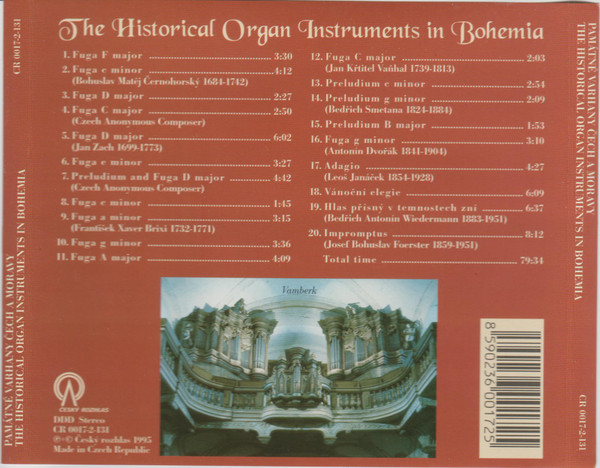 The Historical Organ Instruments in Bohemia
1. Fuga F major 3:30
2. Fuga c minor 4:12
(Bohuslav Matěj Černohorský 1684-1742)
3. Fuga D major 2:27
4. Fuga C major 2:50
(Czech Anonymous Composer)
5. Fuga D major 6:02
(Jan Zach 1699-1773)
6. Fuga e minor 3:27
7. Preludium and Fuga D major 4:42
(Czech Anonymous Composer)
8. Fuga e minor 1:45
9. Fuga a minor 3:15
(František Xaver Brixi 1732-1771)
10. Fuga g minor 3:36
11. Fuga A major 4:09
12. Fuga C major 2:03
(Jan Křtitel Vaňhal 1739-1813)
13. Preludium c minor 2:54
14. Preludium g minor 2:09
(Bedřich Smetana 1824-1884)
15. Preludium B major 1:53
16. Fuga g minor 3:10
(Antonín Dvořák 1841-1904)
17. Adagio 4:27
(Leoš Janáček 1854-1928)
18. Vánoční elegie 6:09
19. Hlas přísný v temnostech zní 6:37
(Bedřich Antonín Wiedermann 1883-1951)
20. Impromptus 8:12
(Josef Bohuslav Foerster 1859-1951)
Total time 79:34
Vamberk
ČESKÝ ROZHLAS
DDD Stereo
CR 0017-2-131
℗-© Český rozhlas 1995
Made in Czech Republic
8 590236 001725
PAMÁTNÉ VARHANY ČECH A MORAVY
THE HISTORICAL ORGAN INSTRUMENTS IN BOHEMIA
CR 0017-2-131
PAMÁTNÉ VARHANY ČECH A MORAVY
THE HISTORICAL ORGAN INSTRUMENTS IN BOHEMIA
CR 0017-2-131